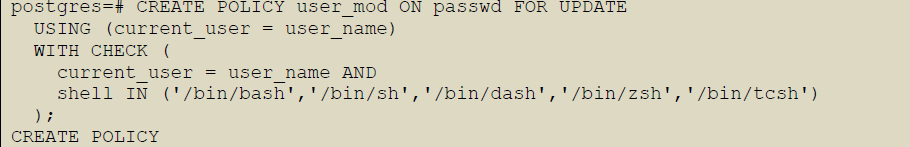 postgres=# CREATE POLICY user_mod ON passwd FOR UPDATE
  USING (current_user = user_name)
  WITH CHECK (
    current_user = user_name AND
    shell IN ('/bin/bash','/bin/sh','/bin/dash','/bin/zsh','/bin/tcsh')
  );
CREATE POLICY